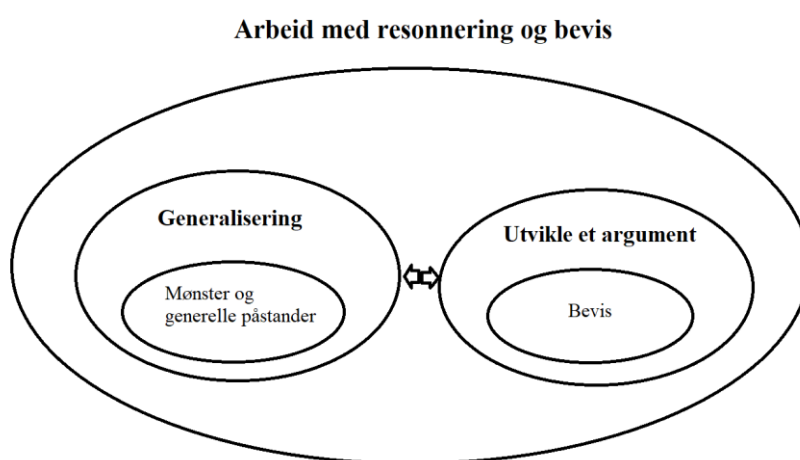 Arbeid med resonnering og bevis
Generalisering
Mønster og
generelle påstander
Utvikle et argument
Bevis